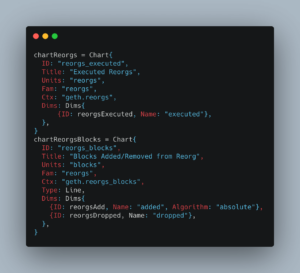 chartReorgs = Chart{
ID: "reorgs_executed",
Title: "Executed Reorgs",
Units: "reorgs",
Fam: "reorgs",
Ctx: "geth.reorgs",
Dims: Dims{
{ID: reorgsExecuted, Name: "executed"},
},
}
chartReorgsBlocks = Chart{
ID: "reorgs_blocks",
Title: "Blocks Added/Removed from Reorg",
Units: "blocks",
Fam: "reorgs",
Ctx: "geth.reorgs_blocks",
Type: Line,
Dims: Dims{
{ID: reorgsAdd, Name: "added", Algorithm: "absolute"},
{ID: reorgsDropped, Name: "dropped"},
},
}